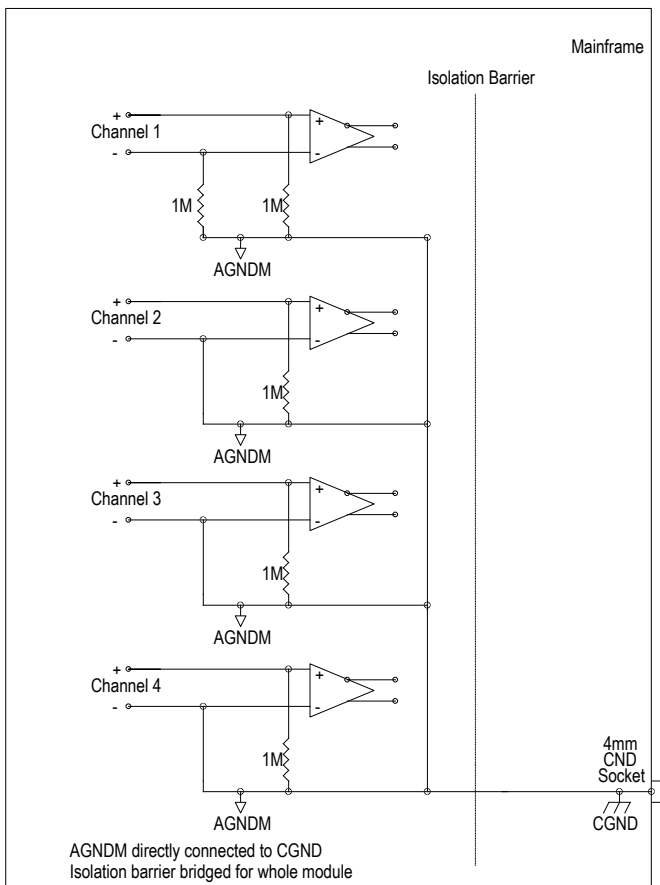 Mainframe
Isolation Barrier
+
Channel 1
-
+
-
1M
1M
AGNDM
+
Channel 2
-
+
-
1M
AGNDM
+
Channel 3
-
+
-
1M
AGNDM
+
Channel 4
-
+
-
1M
AGNDM
4mm
CND
Socket
CGND
AGNDM directly connected to CGND
Isolation barrier bridged for whole module